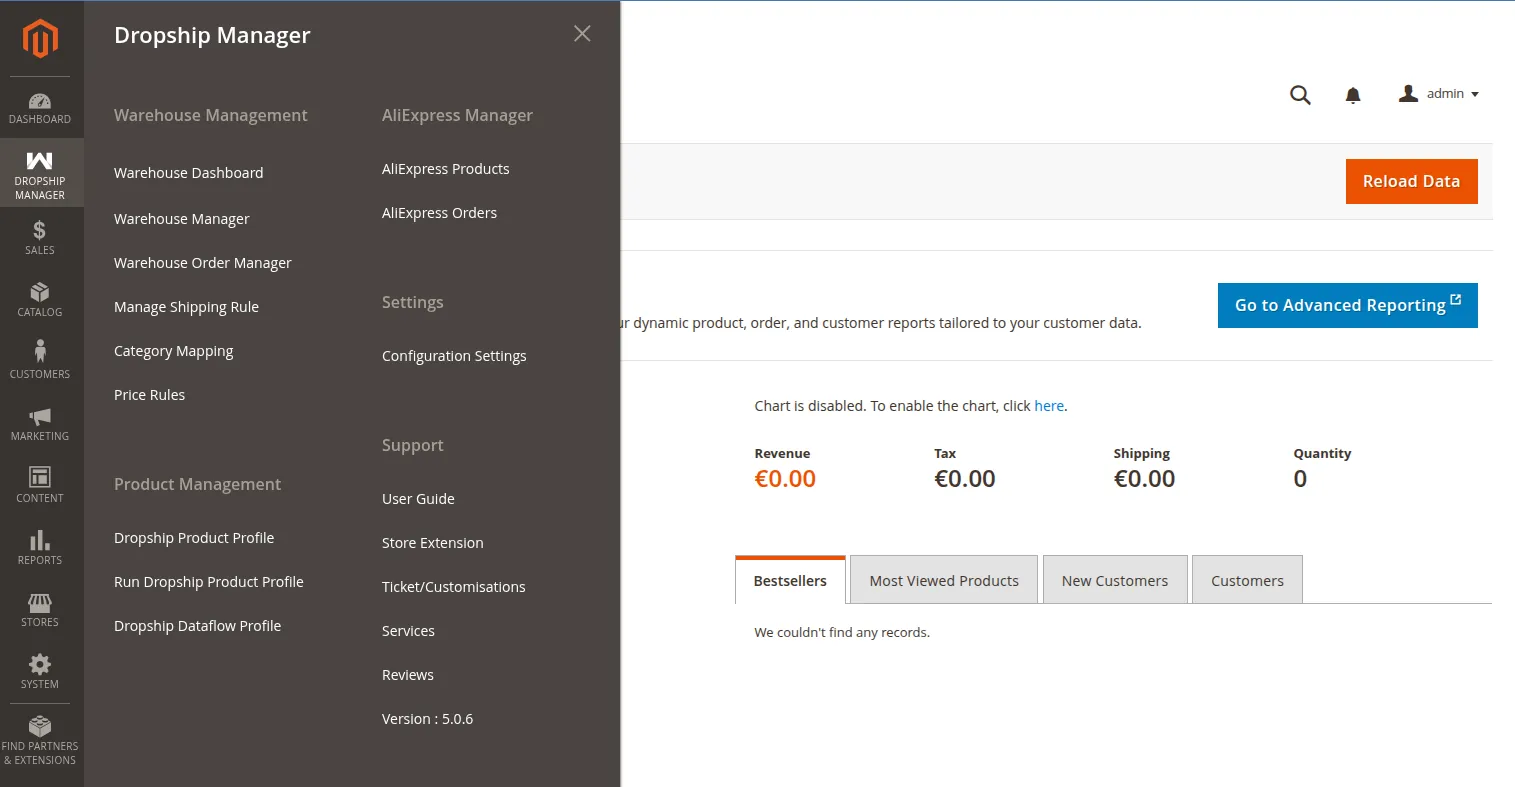 DASHBOARD
DROPSHIP
MANAGER
SALES
CATALOG
CUSTOMERS
MARKETING
CONTENT
REPORTS
STORES
SYSTEM
FIND PARTNERS
& EXTENSIONS
Dropship Manager
Warehouse Management
Warehouse Dashboard
Warehouse Manager
Warehouse Order Manager
Manage Shipping Rule
Category Mapping
Price Rules
Product Management
Dropship Product Profile
Run Dropship Product Profile
Dropship Dataflow Profile
AliExpress Manager
AliExpress Products
AliExpress Orders
Settings
Configuration Settings
Support
User Guide
Store Extension
Ticket/Customisations
Services
Reviews
Version : 5.0.6
admin
Reload Data
dynamic product, order, and customer reports tailored to your customer data.
Go to Advanced Reporting
Chart is disabled. To enable the chart, click here.
Revenue Tax Shipping Quantity
€0.00 €0.00 €0.00 0
Bestsellers Most Viewed Products New Customers Customers
We couldn't find any records.